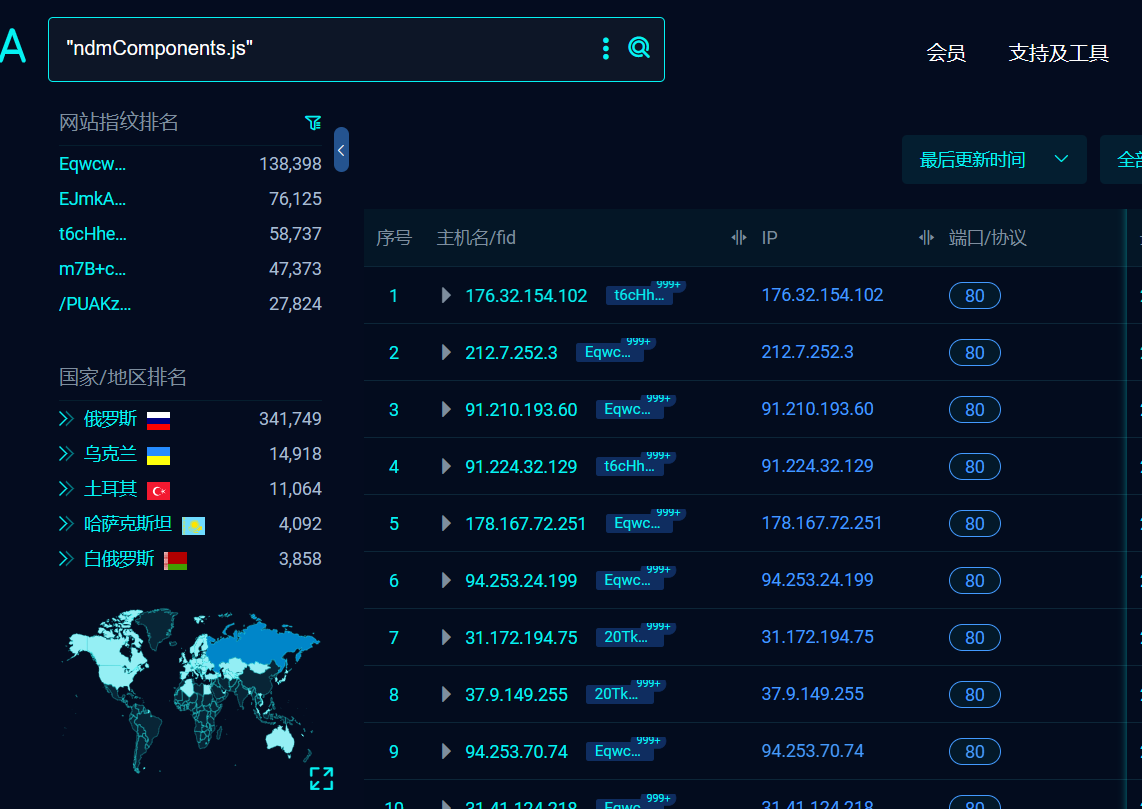 A
"ndmComponents.js"
会员
支持及工具
网站指纹排名
Eqwcw... 138,398
EJmkA... 76,125
t6cHhe... 58,737
m7B+c... 47,373
/PUAKz... 27,824
国家/地区排名
俄罗斯 341,749
乌克兰 14,918
土耳其 11,064
哈萨克斯坦 4,092
白俄罗斯 3,858
最后更新时间
全部
序号 主机名/fid IP 端口/协议
1 176.32.154.102 t6cHh... 999+ 176.32.154.102 80
2 212.7.252.3 Eqwc... 999+ 212.7.252.3 80
3 91.210.193.60 Eqwc... 999+ 91.210.193.60 80
4 91.224.32.129 t6cHh... 999+ 91.224.32.129 80
5 178.167.72.251 Eqwc... 999+ 178.167.72.251 80
6 94.253.24.199 Eqwc... 999+ 94.253.24.199 80
7 31.172.194.75 20Tk... 999+ 31.172.194.75 80
8 37.9.149.255 20Tk... 999+ 37.9.149.255 80
9 94.253.70.74 Eqwc... 999+ 94.253.70.74 80
10 31.41.124.218 Eqwc... 999+ 31.41.124.218 80